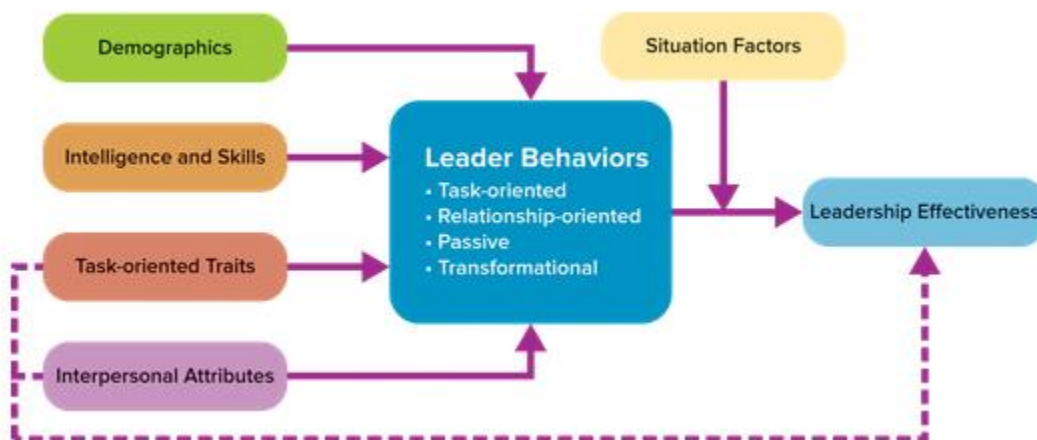 Demographics
Situation Factors
Intelligence and Skills
Leader Behaviors
• Task-oriented
• Relationship-oriented
• Passive
• Transformational
Leadership Effectiveness
Task-oriented Traits
Interpersonal Attributes